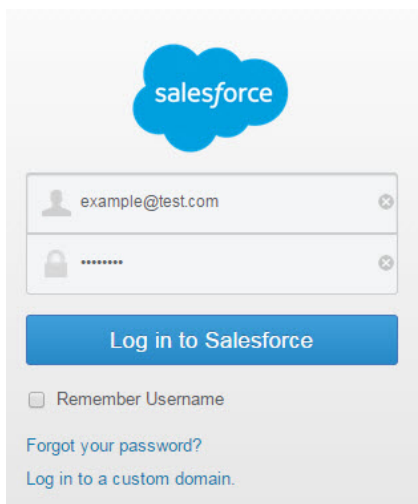 salesforce
example@test.com
••••••••
Log in to Salesforce
Remember Username
Forgot your password?
Log in to a custom domain.